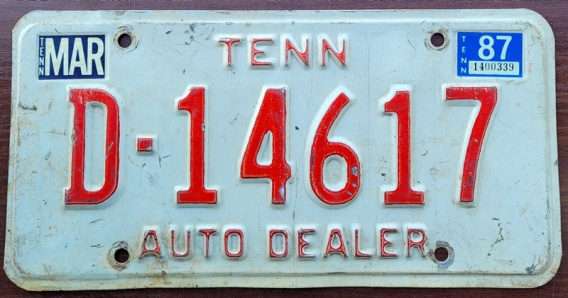 TENN MAR
TENN
TENN 87
1400339
D-14617
AUTO DEALER